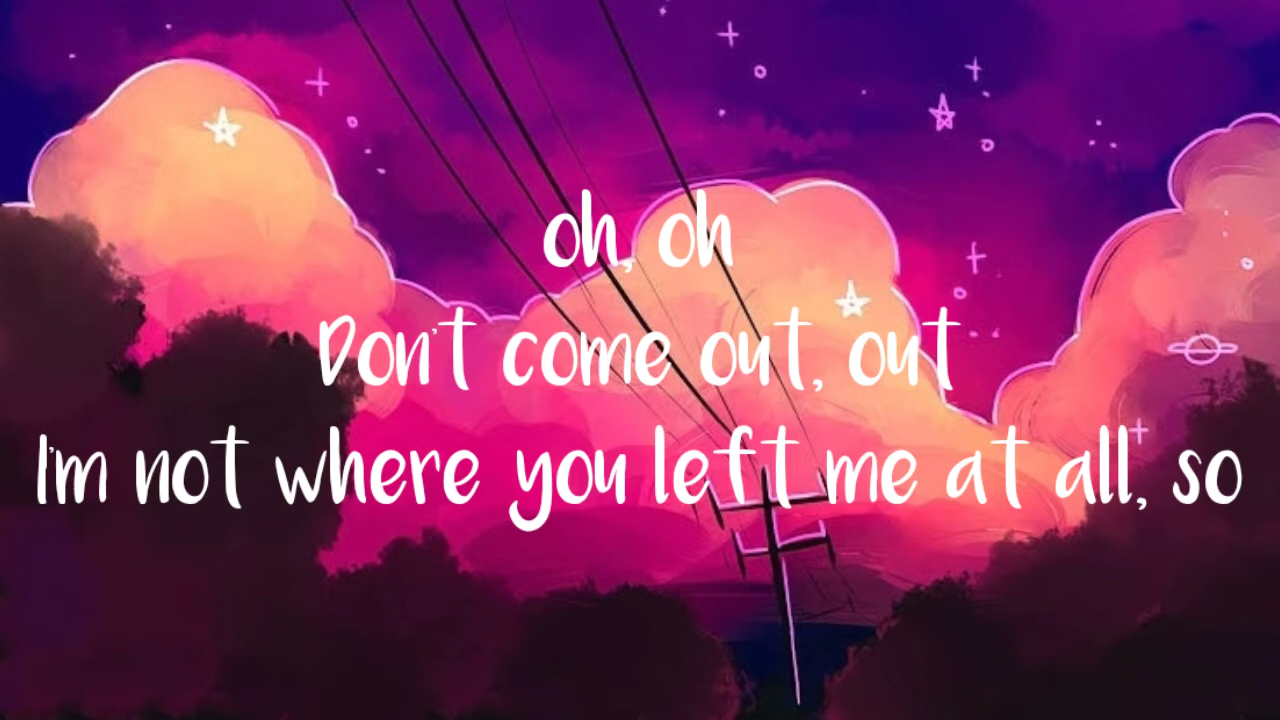 oh, oh
Don't come out, out
I'm not where you left me at all, so